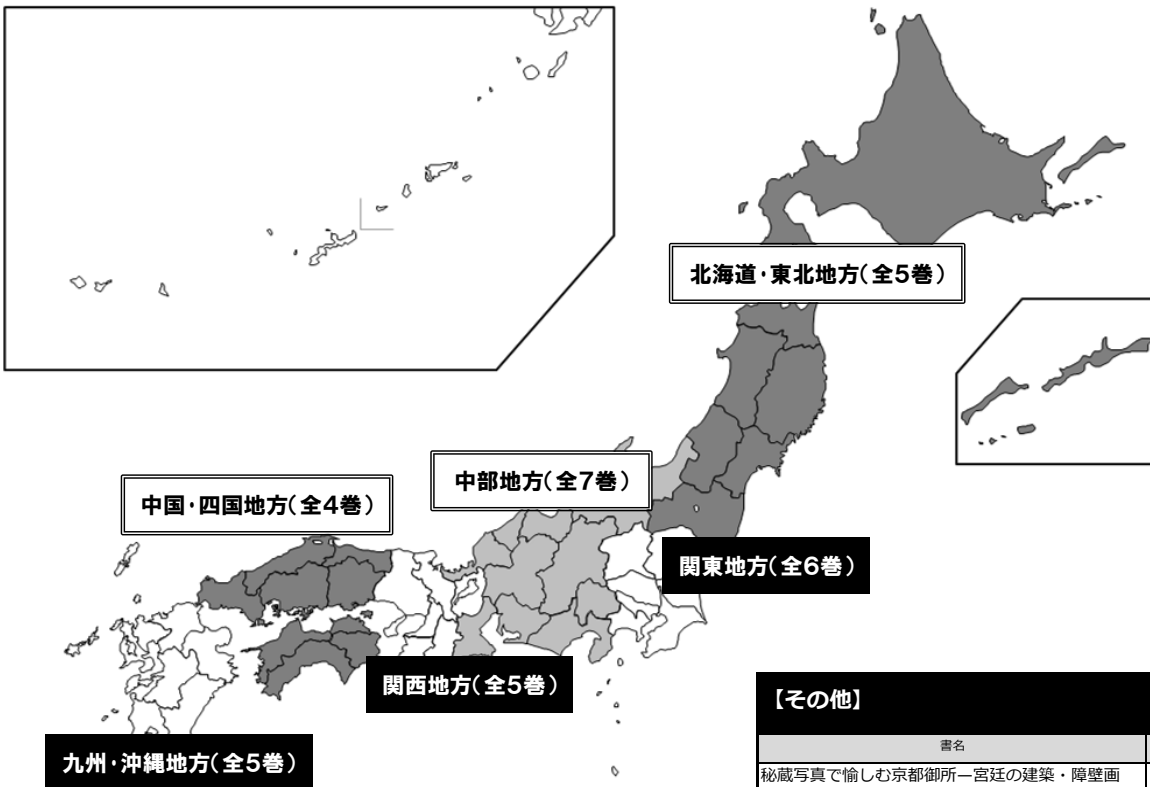 北海道・東北地方(全5巻)
中部地方(全7巻)
中国・四国地方(全4巻)
関東地方(全6巻)
関西地方(全5巻)
九州・沖縄地方(全5巻)
【その他】
書名
秘蔵写真で愉しむ京都御所―宮廷の建築・障壁画